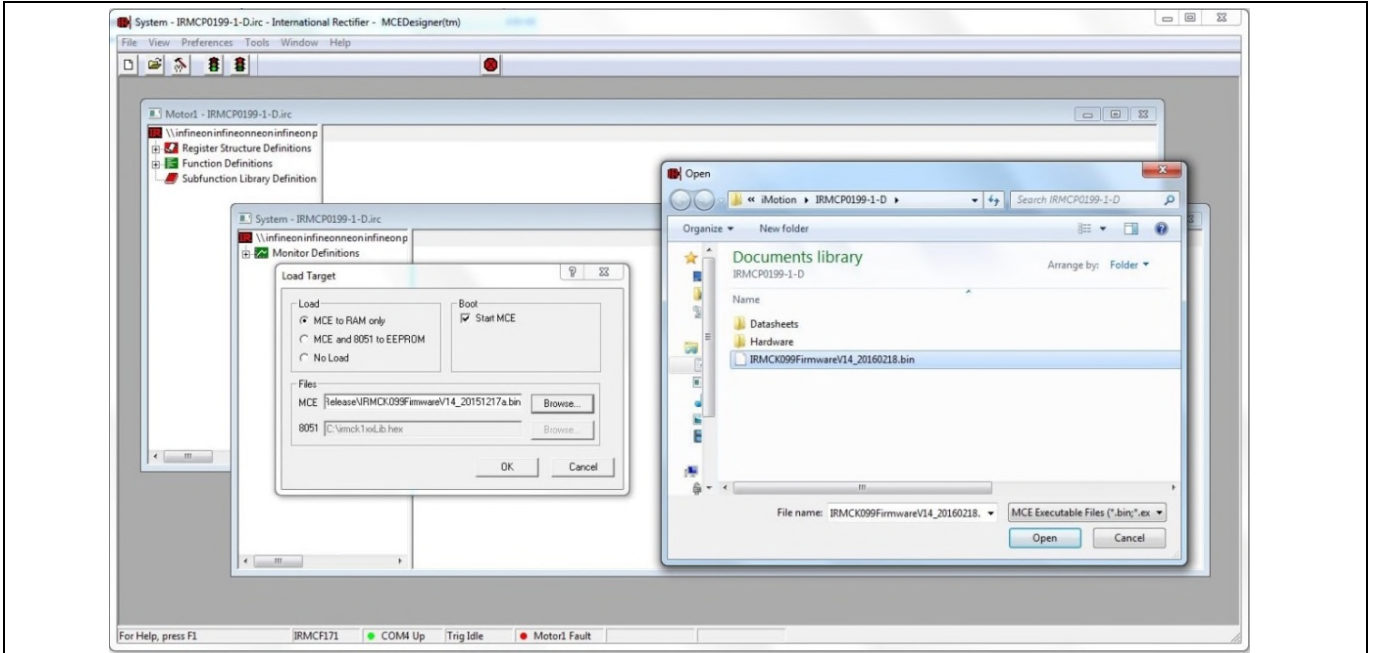 System - IRMCP0199-1-D.irc - International Rectifier - MCEDesigner(tm)
File View Preferences Tools Window Help
Motor1 - IRMCP0199-1-D.irc
\\infineoninfineonneoninfineonp
Register Structure Definitions
Function Definitions
Subfunction Library Definition
System - IRMCP0199-1-D.irc
\\infineoninfineonneoninfineonp
Monitor Definitions
Load Target
Load
MCE to RAM only
MCE and 8051 to EEPROM
No Load
Boot
Start MCE
Files
MCE Release\IRMCK099FirmwareV14_20151217a.bin Browse...
8051 C:\irmck1xxLib.hex Browse...
OK Cancel
Open
« iMotion IRMCP0199-1-D Search IRMCP0199-1-D
Organize New folder
Documents library
IRMCP0199-1-D
Arrange by: Folder
Name
Datasheets
Hardware
IRMCK099FirmwareV14_20160218.bin
File name: IRMCK099FirmwareV14_20160218. MCE Executable Files (*.bin;*.ex
Open Cancel
For Help, press F1 IRMCF171 COM4 Up Trig Idle Motor1 Fault